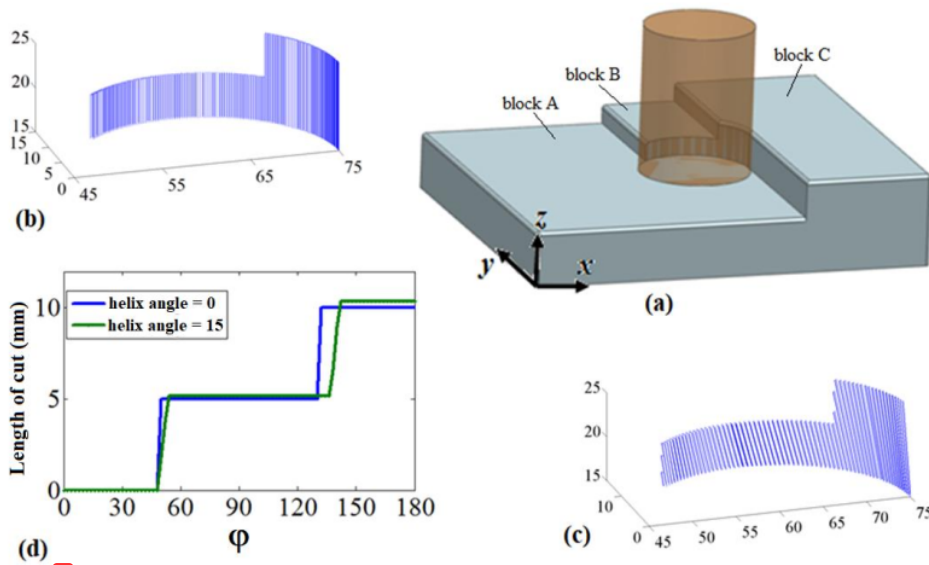 (b)
25
20
15
15
10
5
0
45
55
65
75
block A
block B
block C
z
y
x
(a)
Length of cut (mm)
10
5
0
helix angle = 0
helix angle = 15
0 30 60 90 120 150 180
φ
(d)
25
20
15
10
0
45 50 55 60 65 70 75
(c)